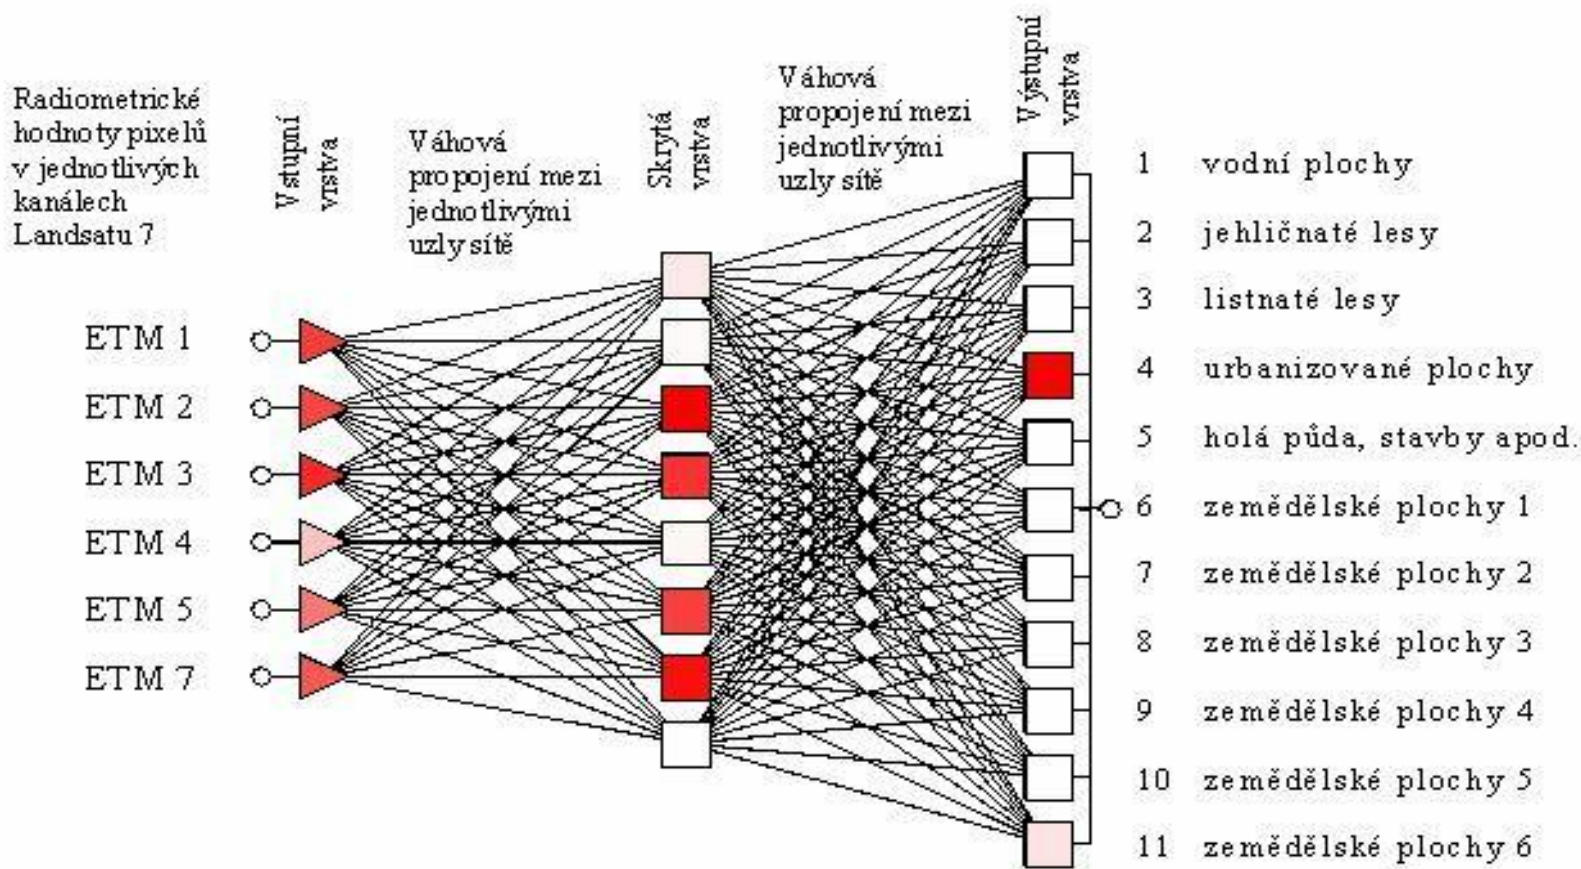 Radiometrické
hodnoty pixelů
v jednotlivých
kanálech
Landsatu 7
Vstupní
vrstva
Váhová
propojení mezi
jednotlivými
uzly sítě
Skrytá
vrstva
Váhová
propojení mezi
jednotlivými
uzly sítě
Výstupní
vrstva
ETM 1
ETM 2
ETM 3
ETM 4
ETM 5
ETM 7
1 vodní plochy
2 jehličnaté lesy
3 listnaté lesy
4 urbanizované plochy
5 holá půda, stavby apod.
6 zemědělské plochy 1
7 zemědělské plochy 2
8 zemědělské plochy 3
9 zemědělské plochy 4
10 zemědělské plochy 5
11 zemědělské plochy 6